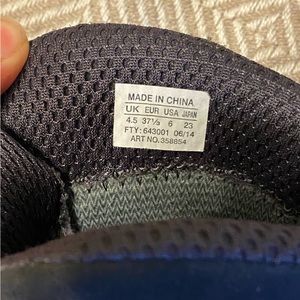 MADE IN CHINA
UK EUR USA JAPAN
4.5 37⅓ 6 23
FTY: 643001 06/14
ART NO. 358854